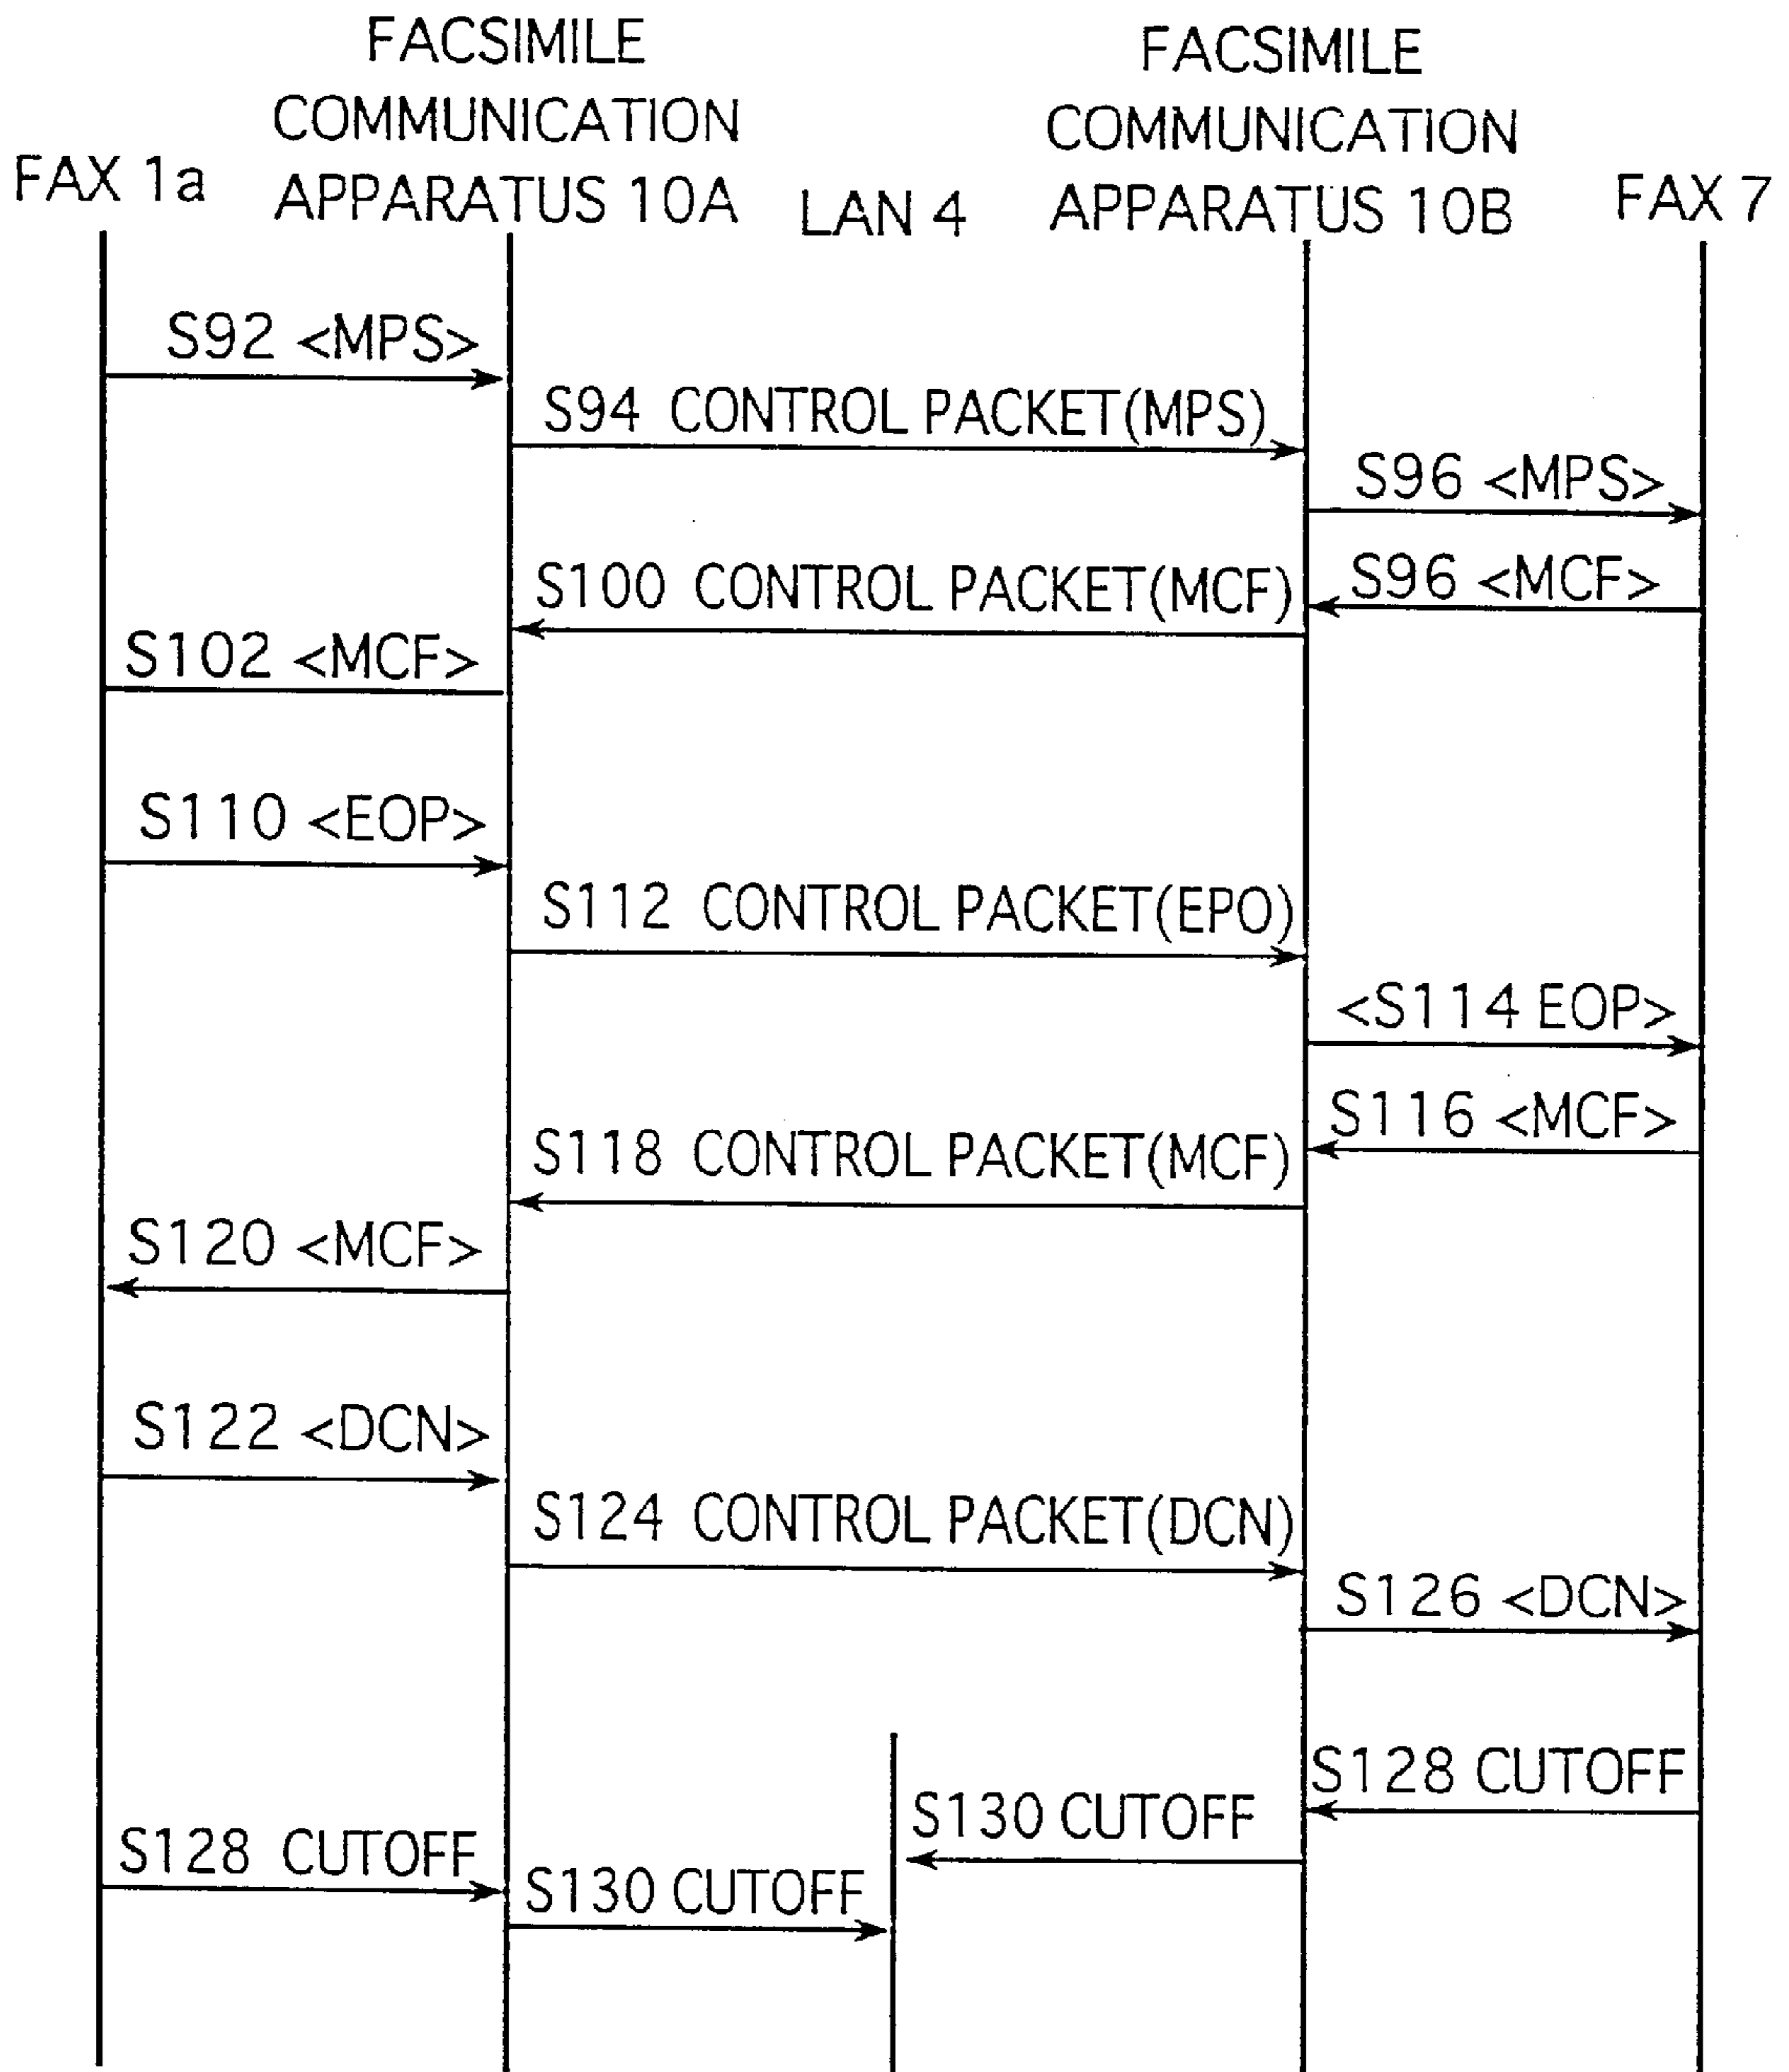 FACSIMILE
COMMUNICATION
APPARATUS 10A
FACSIMILE
COMMUNICATION
APPARATUS 10B
FAX 1a
LAN 4
FAX 7
S92 <MPS>
S94 CONTROL PACKET(MPS)
S96 <MPS>
S96 <MCF>
S100 CONTROL PACKET(MCF)
S102 <MCF>
S110 <EOP>
S112 CONTROL PACKET(EPO)
<S114 EOP>
S116 <MCF>
S118 CONTROL PACKET(MCF)
S120 <MCF>
S122 <DCN>
S124 CONTROL PACKET(DCN)
S126 <DCN>
S128 CUTOFF
S130 CUTOFF
S128 CUTOFF
S130 CUTOFF